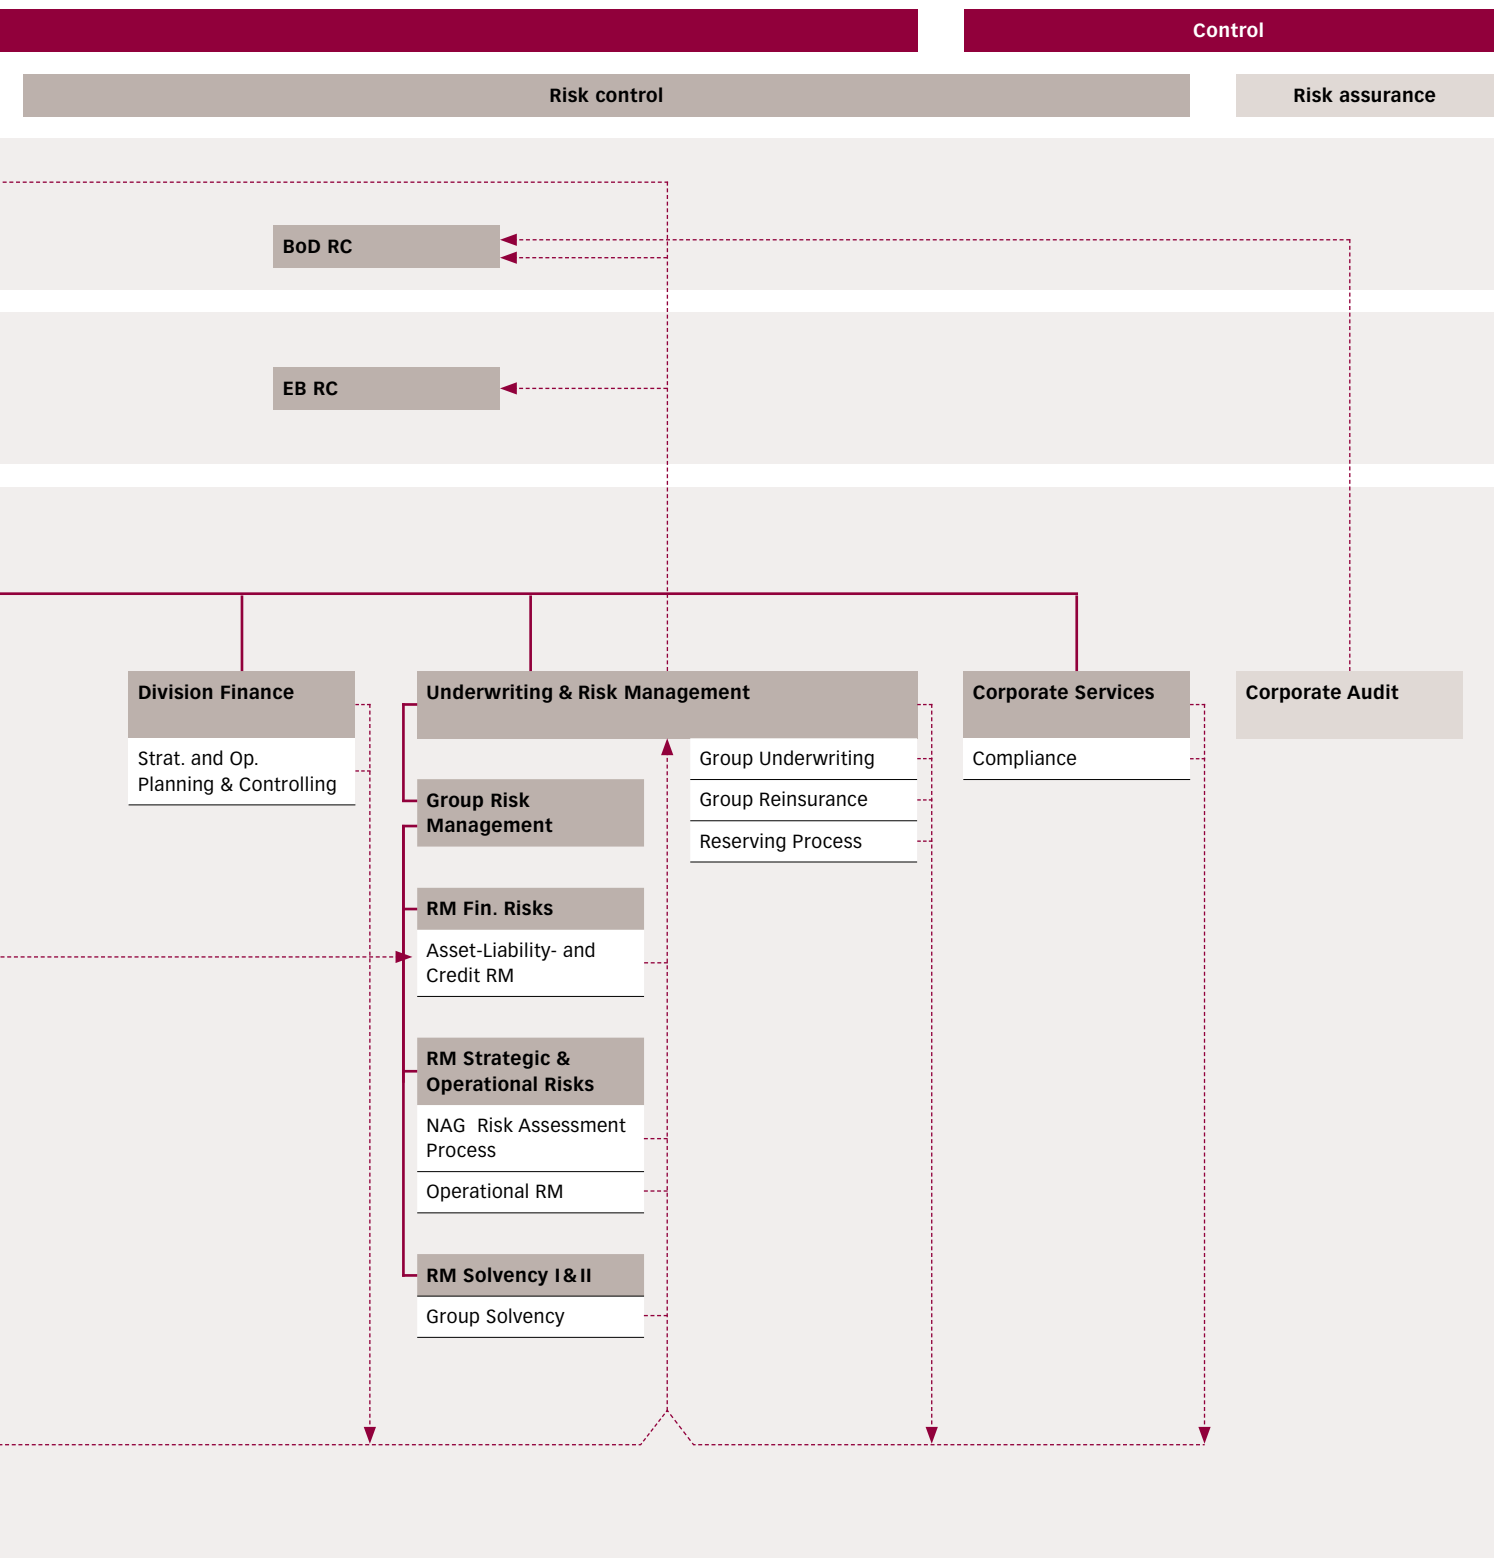 Control
Risk control
Risk assurance
BoD RC
EB RC
Division Finance
Strat. and Op.
Planning & Controlling
Underwriting & Risk Management
Group Underwriting
Group Reinsurance
Reserving Process
Group Risk
Management
RM Fin. Risks
Asset-Liability- and
Credit RM
RM Strategic &
Operational Risks
NAG  Risk Assessment
Process
Operational RM
RM Solvency I & II
Group Solvency
Corporate Services
Compliance
Corporate Audit